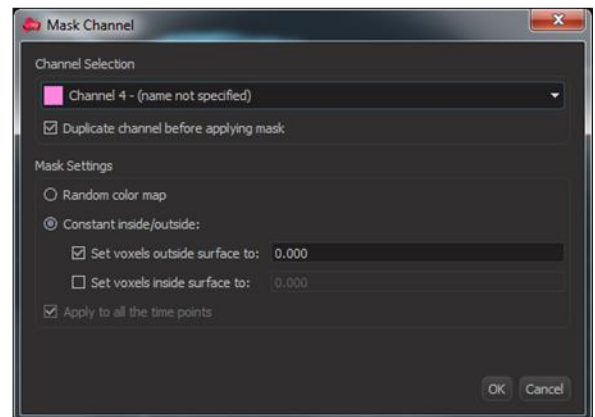 Mask Channel
Channel Selection
Channel 4 - (name not specified)
Duplicate channel before applying mask
Mask Settings
Random color map
Constant inside/outside:
Set voxels outside surface to: 0.000
Set voxels inside surface to: 0.000
Apply to all the time points
OK Cancel